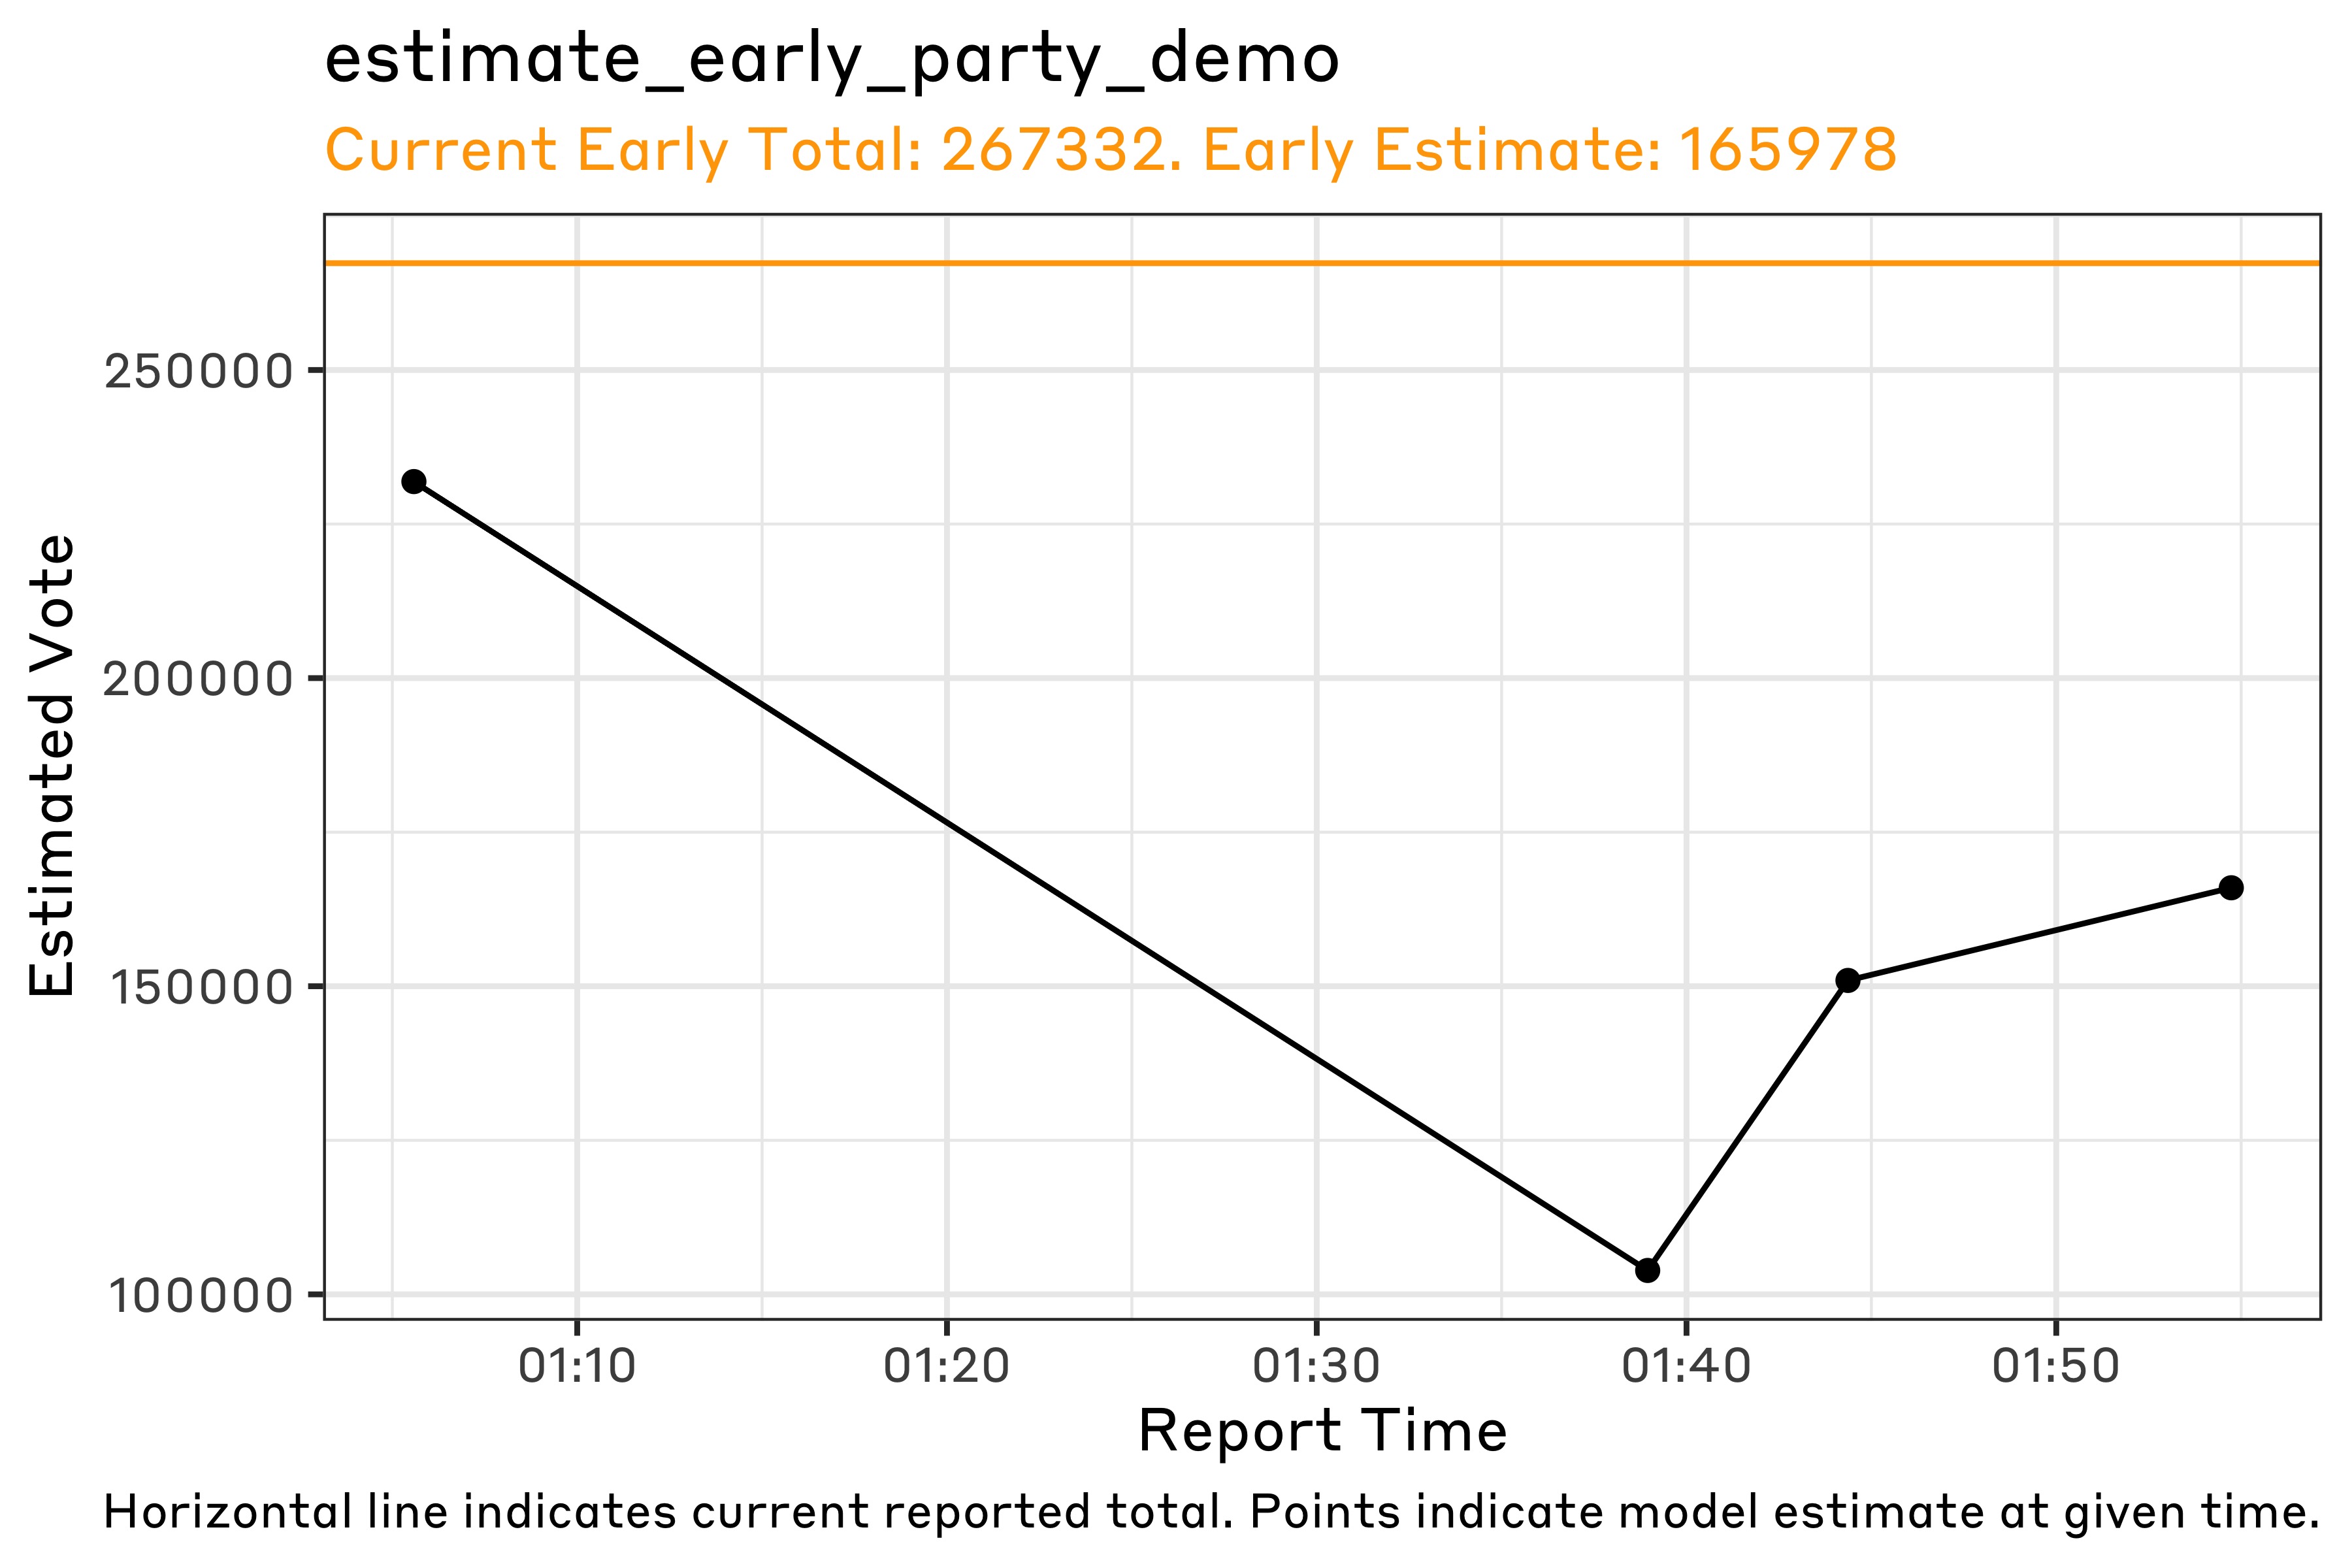 estimate_early_party_demo
Current Early Total: 267332. Early Estimate: 165978
Estimated Vote
250000
200000
150000
100000
01:10 01:20 01:30 01:40 01:50
Report Time
Horizontal line indicates current reported total. Points indicate model estimate at given time.